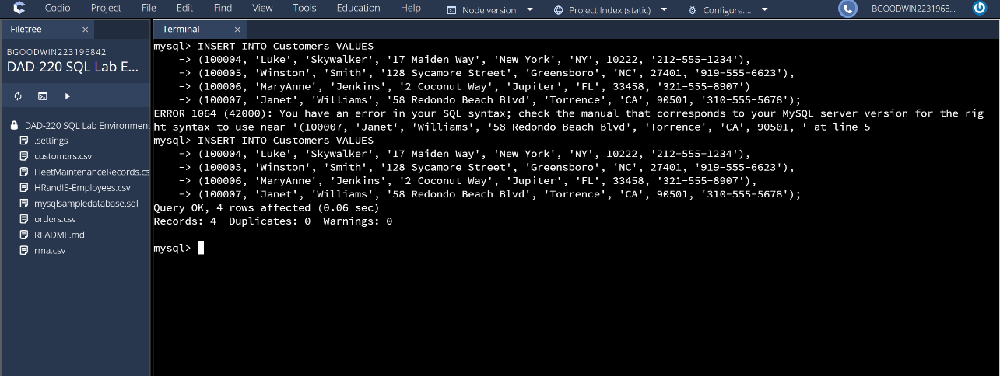 Codio Project File Edit Find View Tools Education Help Node version Project Index (static) Configure.... BGOODWIN2231968...
Filetree ×
BGOODWIN223196842
DAD-220 SQL Lab E...
DAD-220 SQL Lab Environment
.settings
customers.csv
FleetMaintenanceRecords.cs
HRandIS-Employees.csv
mysqlsampledatabase.sql
orders.csv
README.md
rma.csv
Terminal ×
mysql> INSERT INTO Customers VALUES
    -> (100004, 'Luke', 'Skywalker', '17 Maiden Way', 'New York', 'NY', 10222, '212-555-1234'),
    -> (100005, 'Winston', 'Smith', '128 Sycamore Street', 'Greensboro', 'NC', 27401, '919-555-6623'),
    -> (100006, 'MaryAnne', 'Jenkins', '2 Coconut Way', 'Jupiter', 'FL', 33458, '321-555-8907')
    -> (100007, 'Janet', 'Williams', '58 Redondo Beach Blvd', 'Torrence', 'CA', 90501, '310-555-5678');
ERROR 1064 (42000): You have an error in your SQL syntax; check the manual that corresponds to your MySQL server version for the rig
ht syntax to use near '(100007, 'Janet', 'Williams', '58 Redondo Beach Blvd', 'Torrence', 'CA', 90501, ' at line 5
mysql> INSERT INTO Customers VALUES
    -> (100004, 'Luke', 'Skywalker', '17 Maiden Way', 'New York', 'NY', 10222, '212-555-1234'),
    -> (100005, 'Winston', 'Smith', '128 Sycamore Street', 'Greensboro', 'NC', 27401, '919-555-6623'),
    -> (100006, 'MaryAnne', 'Jenkins', '2 Coconut Way', 'Jupiter', 'FL', 33458, '321-555-8907'),
    -> (100007, 'Janet', 'Williams', '58 Redondo Beach Blvd', 'Torrence', 'CA', 90501, '310-555-5678');
Query OK, 4 rows affected (0.06 sec)
Records: 4  Duplicates: 0  Warnings: 0
mysql>